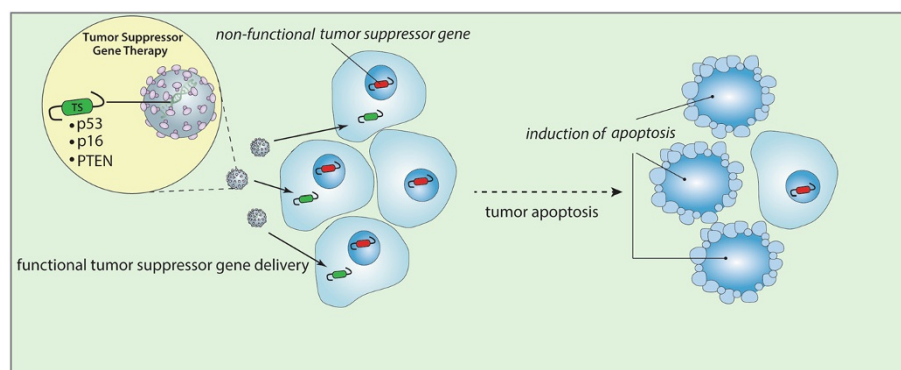 Tumor Suppressor
Gene Therapy
TS
•p53
•p16
•PTEN
non-functional tumor suppressor gene
functional tumor suppressor gene delivery
tumor apoptosis
induction of apoptosis